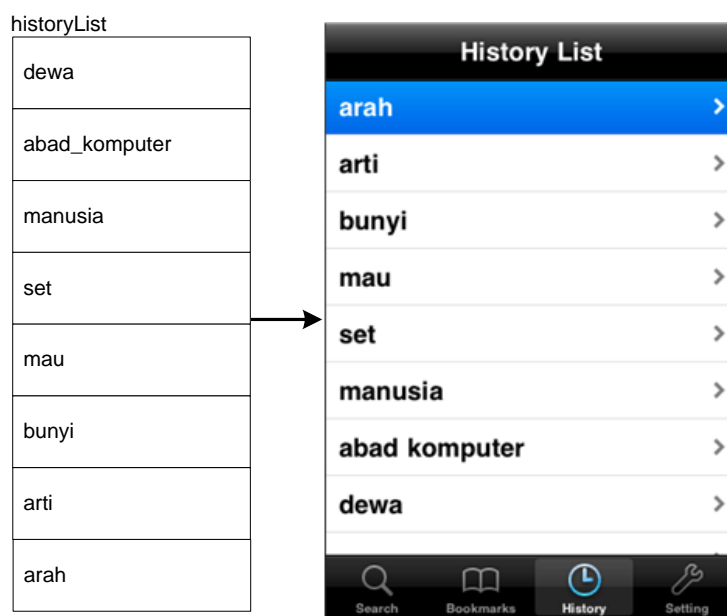 historyList
dewa
abad_komputer
manusia
set
mau
bunyi
arti
arah
History List
arah
arti
bunyi
mau
set
manusia
abad komputer
dewa
Search Bookmarks History Setting